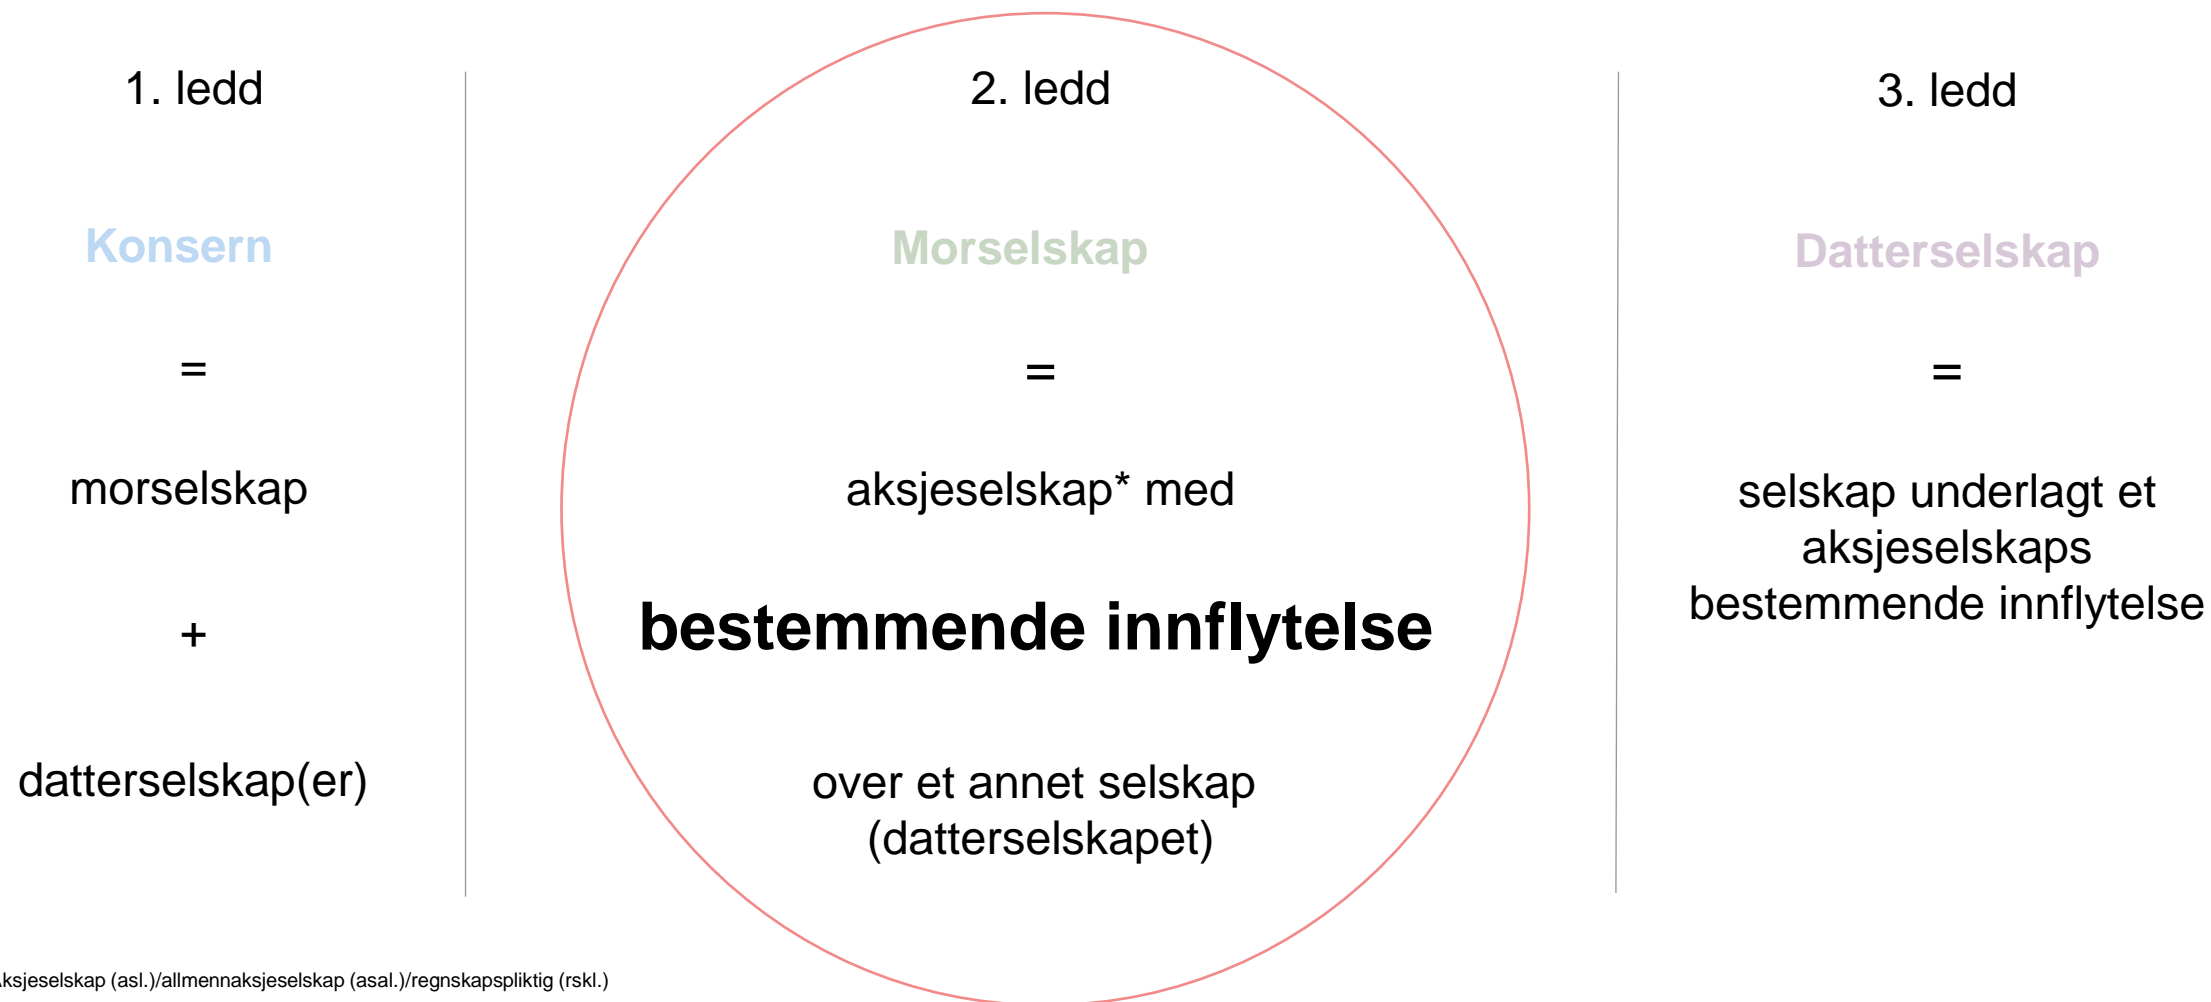 1. ledd
Konsern
=
morselskap
+
datterselskap(er)
2. ledd
Morselskap
=
aksjeselskap* med
bestemmende innflytelse
over et annet selskap
(datterselskapet)
3. ledd
Datterselskap
=
selskap underlagt et
aksjeselskaps
bestemmende innflytelse
ksjeselskap (asl.)/allmennaksjeselskap (asal.)/regnskapspliktig (rskl.)